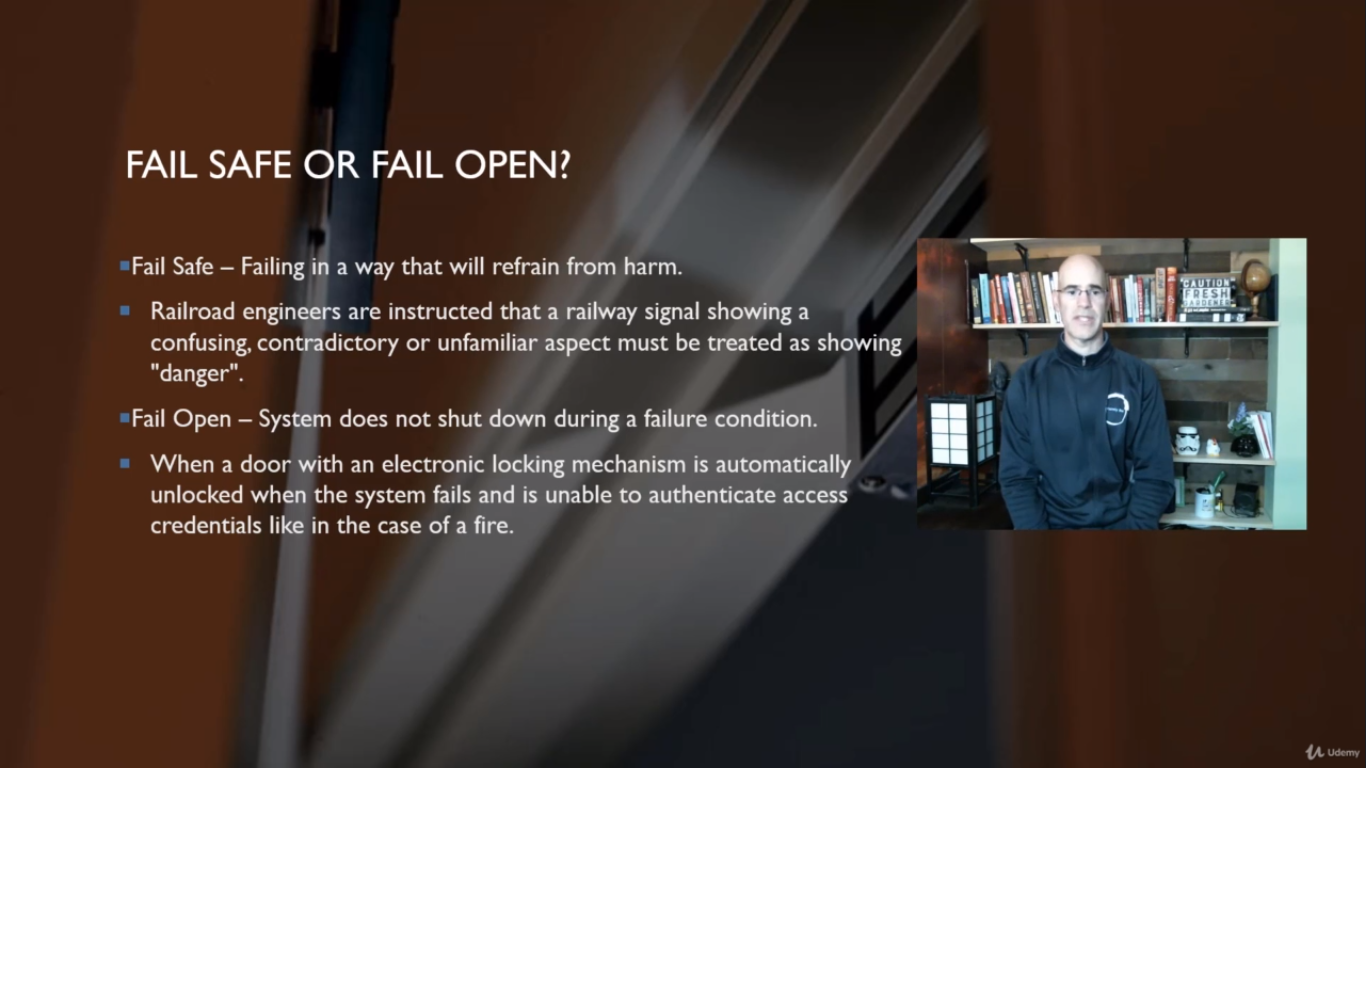 FAIL SAFE OR FAIL OPEN?
Fail Safe – Failing in a way that will refrain from harm.
Railroad engineers are instructed that a railway signal showing a
confusing, contradictory or unfamiliar aspect must be treated as showing
"danger".
Fail Open – System does not shut down during a failure condition.
When a door with an electronic locking mechanism is automatically
unlocked when the system fails and is unable to authenticate access
credentials like in the case of a fire.
CAUTION
FRESH
Udemy